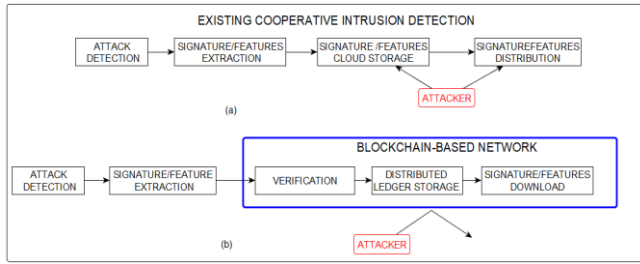 EXISTING COOPERATIVE INTRUSION DETECTION
ATTACK
DETECTION
SIGNATURE/FEATURES
EXTRACTION
SIGNATURE /FEATURES
CLOUD STORAGE
SIGNATUREFEATURES
DISTRIBUTION
ATTACKER
(a)
BLOCKCHAIN-BASED NETWORK
ATTACK
DETECTION
SIGNATURE/FEATURE
EXTRACTION
VERIFICATION
DISTRIBUTED
LEDGER STORAGE
SIGNATURE/FEATURES
DOWNLOAD
ATTACKER
(b)